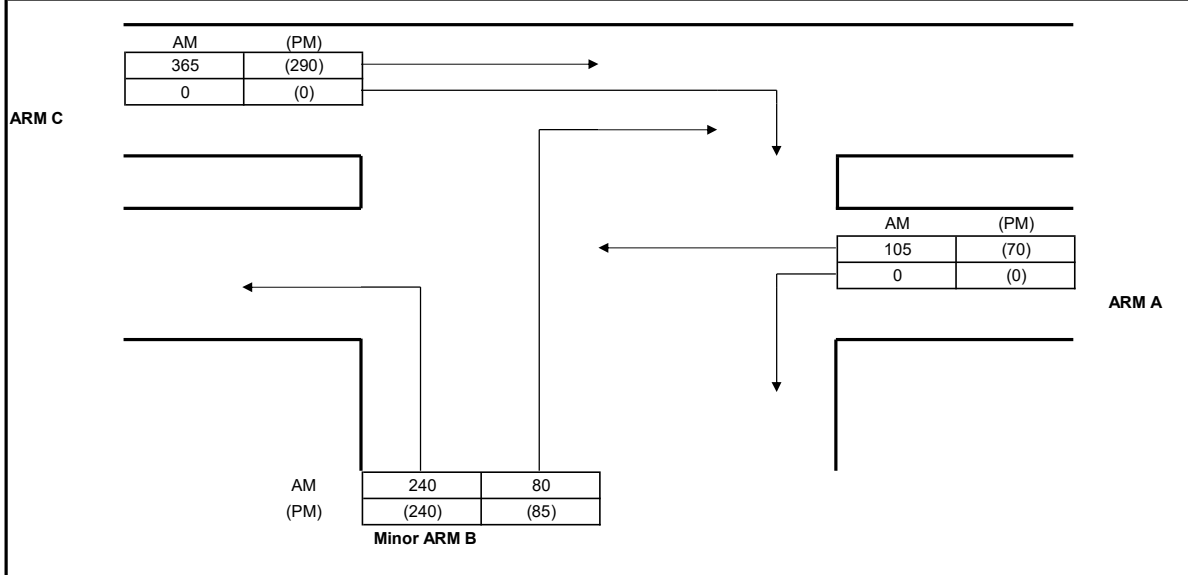 AM (PM)
365 (290)
0 (0)
ARM C
AM (PM)
105 (70)
0 (0)
ARM A
AM 240 80
(PM) (240) (85)
Minor ARM B